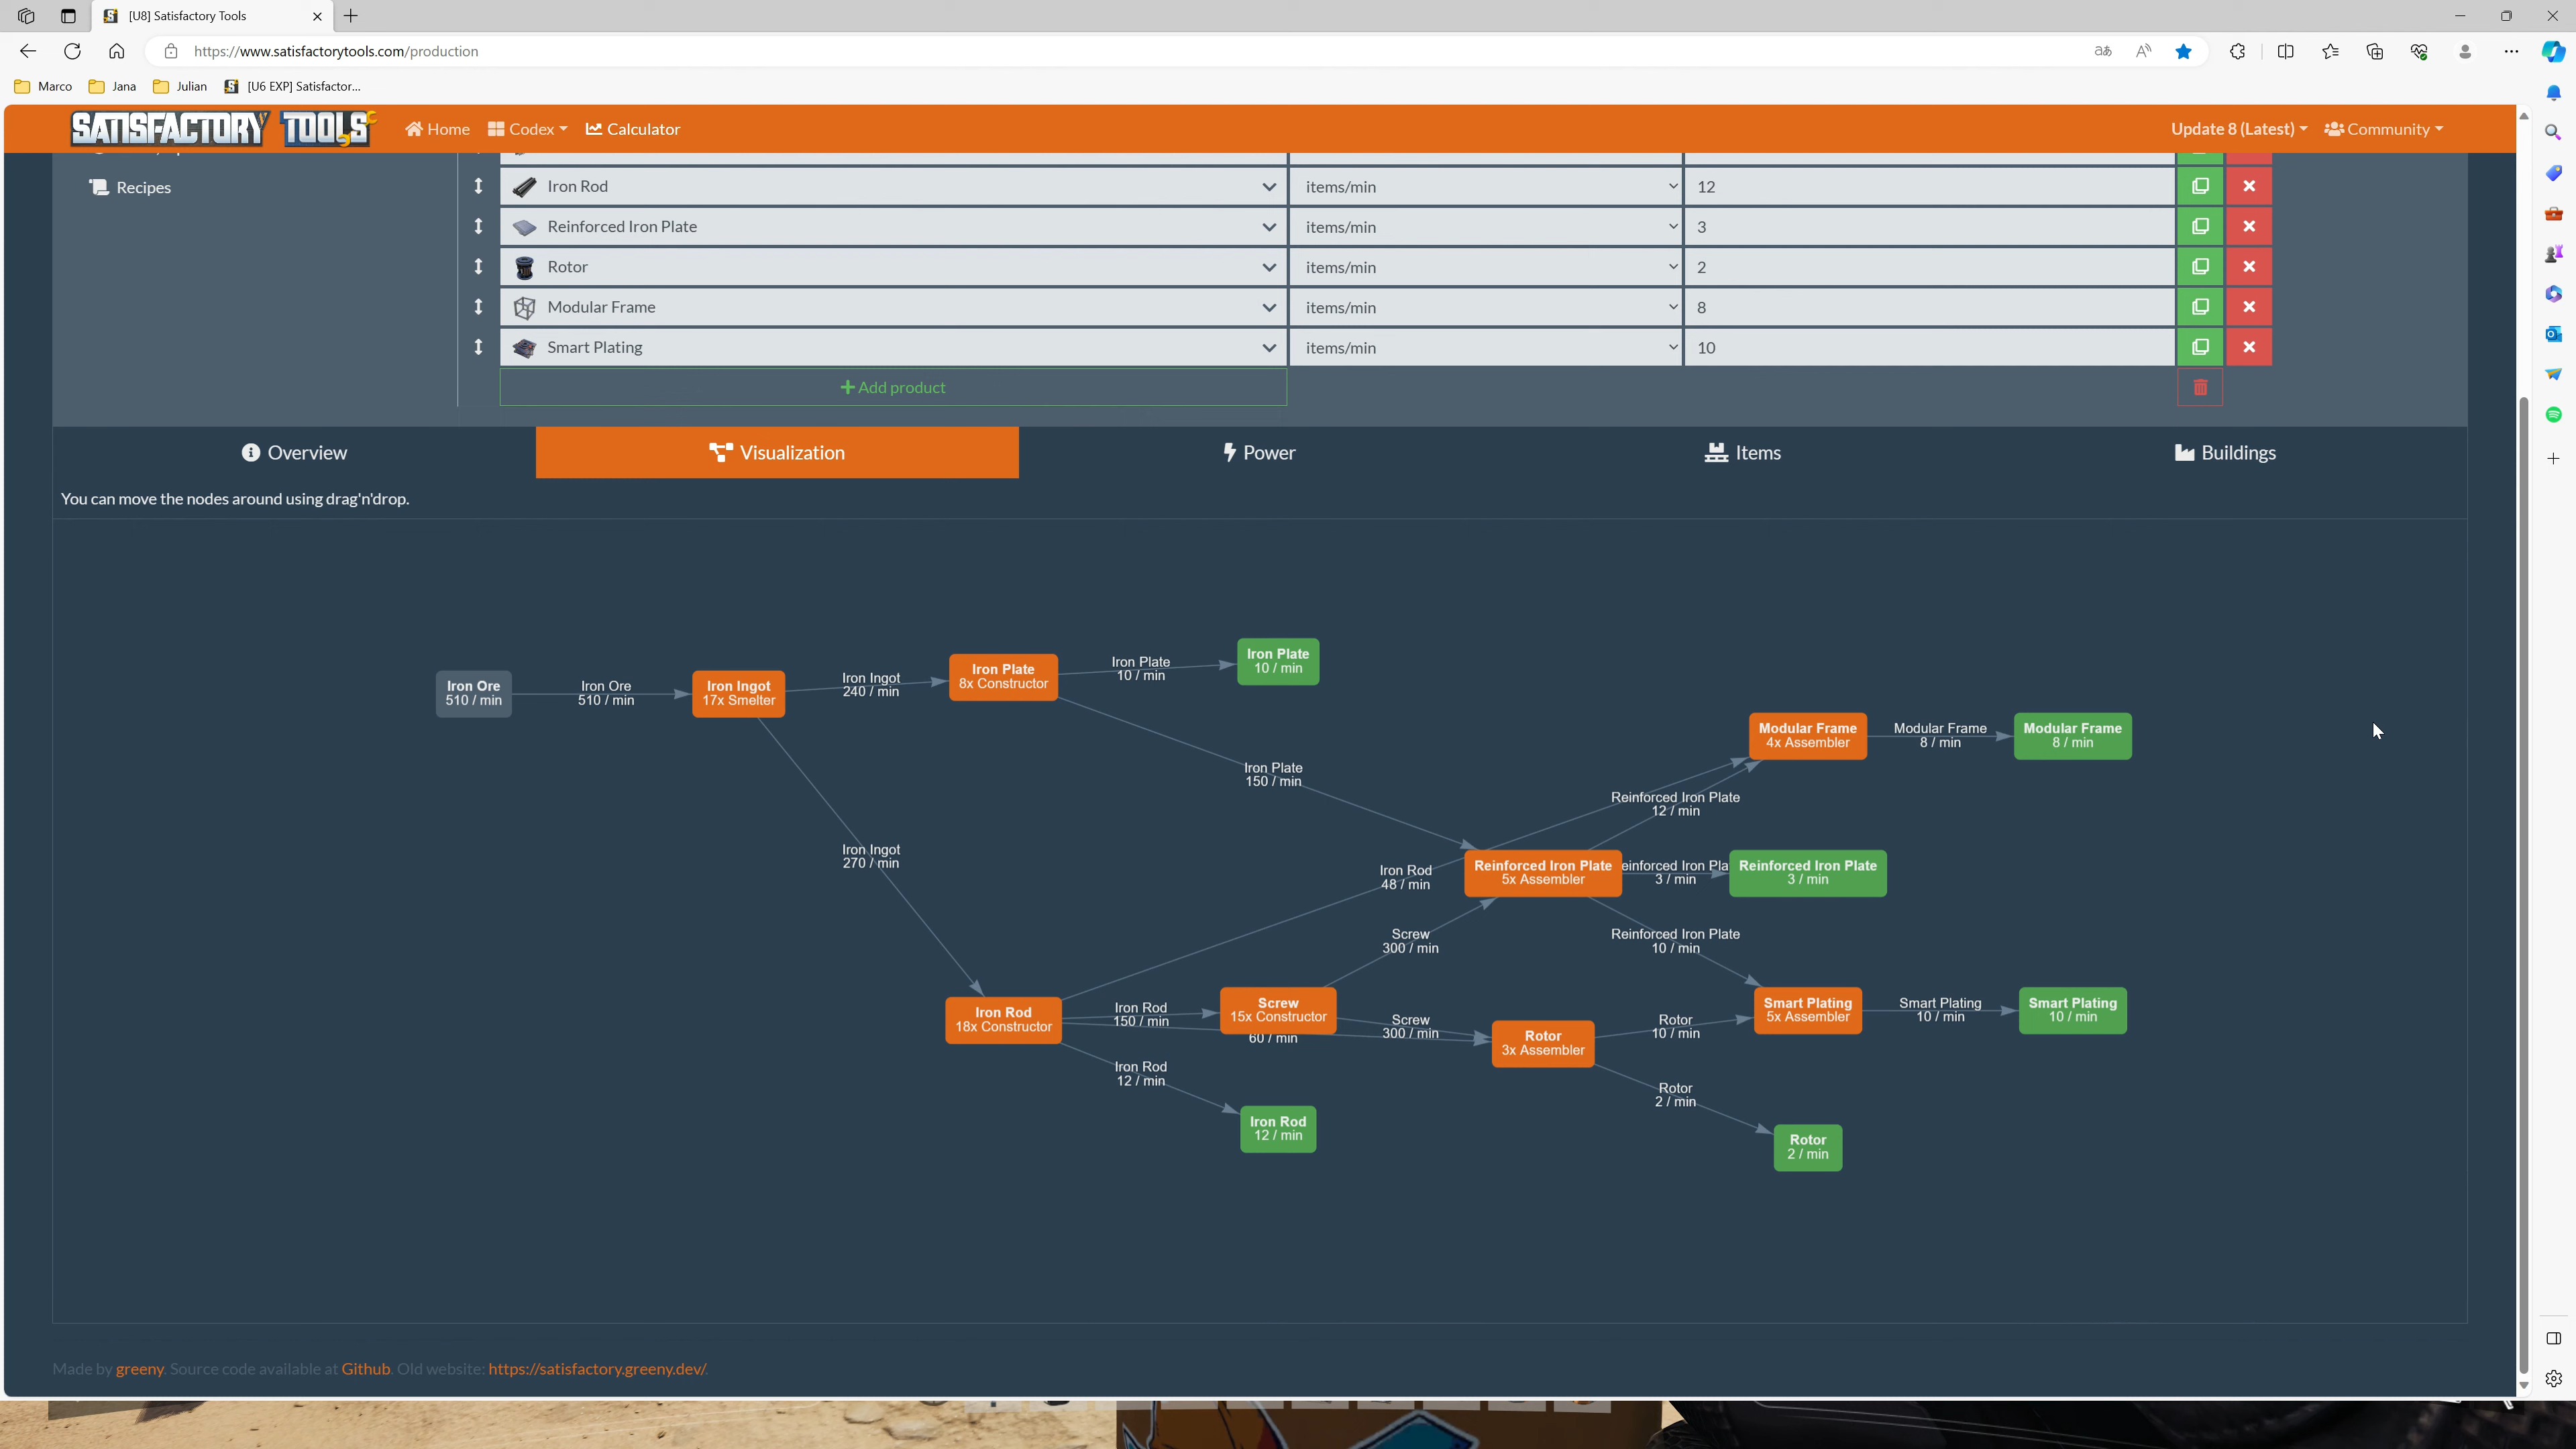 [U8] Satisfactory Tools
https://www.satisfactorytools.com/production
Marco
Jana
Julian
[U6 EXP] Satisfactor...
SATISFACTORY TOOLS
Home
Codex
Calculator
Update 8 (Latest)
Community
Recipes
Iron Rod
items/min
12
Reinforced Iron Plate
items/min
3
Rotor
items/min
2
Modular Frame
items/min
8
Smart Plating
items/min
10
Add product
Overview
Visualization
Power
Items
Buildings
You can move the nodes around using drag'n'drop.
Iron Ore
510 / min
Iron Ore
510 / min
Iron Ingot
17x Smelter
Iron Ingot
240 / min
Iron Plate
8x Constructor
Iron Plate
10 / min
Iron Plate
10 / min
Iron Plate
150 / min
Modular Frame
4x Assembler
Modular Frame
8 / min
Modular Frame
8 / min
Reinforced Iron Plate
12 / min
Iron Ingot
270 / min
Iron Rod
48 / min
Reinforced Iron Plate
5x Assembler
einforced Iron Pla
3 / min
Reinforced Iron Plate
3 / min
Screw
300 / min
Reinforced Iron Plate
10 / min
Iron Rod
18x Constructor
Iron Rod
150 / min
Screw
15x Constructor
60 / min
Screw
300 / min
Rotor
3x Assembler
Rotor
10 / min
Smart Plating
5x Assembler
Smart Plating
10 / min
Smart Plating
10 / min
Iron Rod
12 / min
Iron Rod
12 / min
Rotor
2 / min
Rotor
2 / min
Made by greeny. Source code available at Github. Old website: https://satisfactory.greeny.dev/.